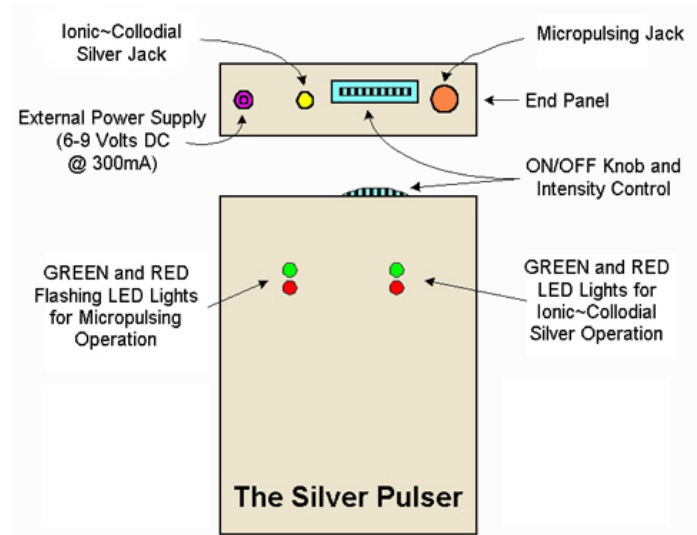 Ionic~Collodial
Silver Jack
Micropulsing Jack
External Power Supply
(6-9 Volts DC
@ 300mA)
End Panel
ON/OFF Knob and
Intensity Control
GREEN and RED
Flashing LED Lights
for Micropulsing
Operation
GREEN and RED
LED Lights for
Ionic~Collodial
Silver Operation
The Silver Pulser